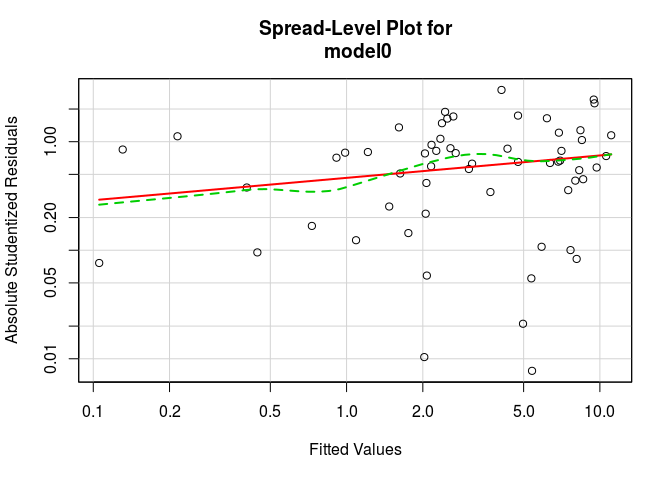 Spread-Level Plot for
model0
Absolute Studentized Residuals
1.00
0.20
0.05
0.01
0.1 0.2 0.5 1.0 2.0 5.0 10.0
Fitted Values